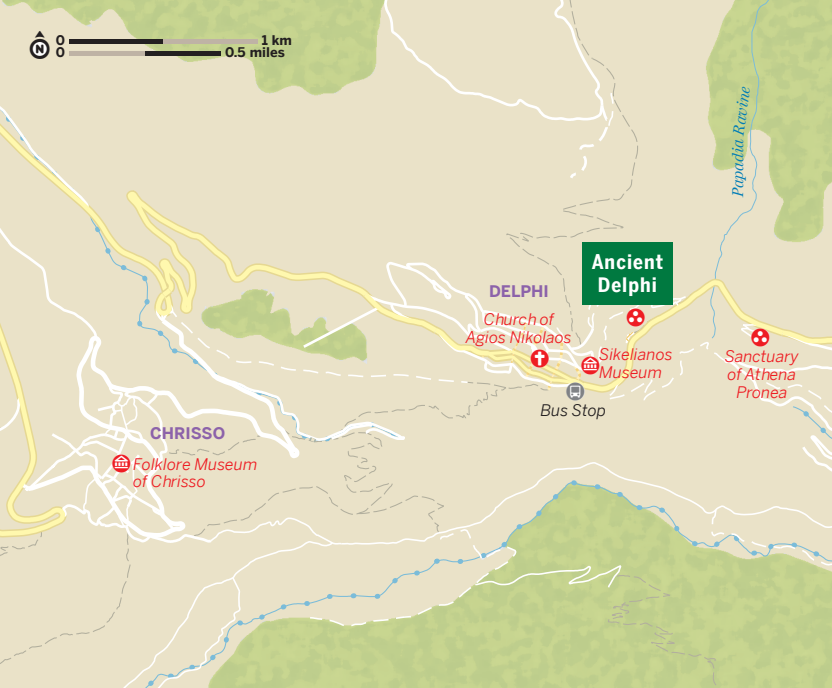 0 1 km
N 0 0.5 miles
Papadia Ravine
Ancient
Delphi
DELPHI
Church of
Agios Nikolaos
Sikelianos
Museum
Sanctuary
of Athena
Pronea
Bus Stop
CHRISSO
Folklore Museum
of Chrisso